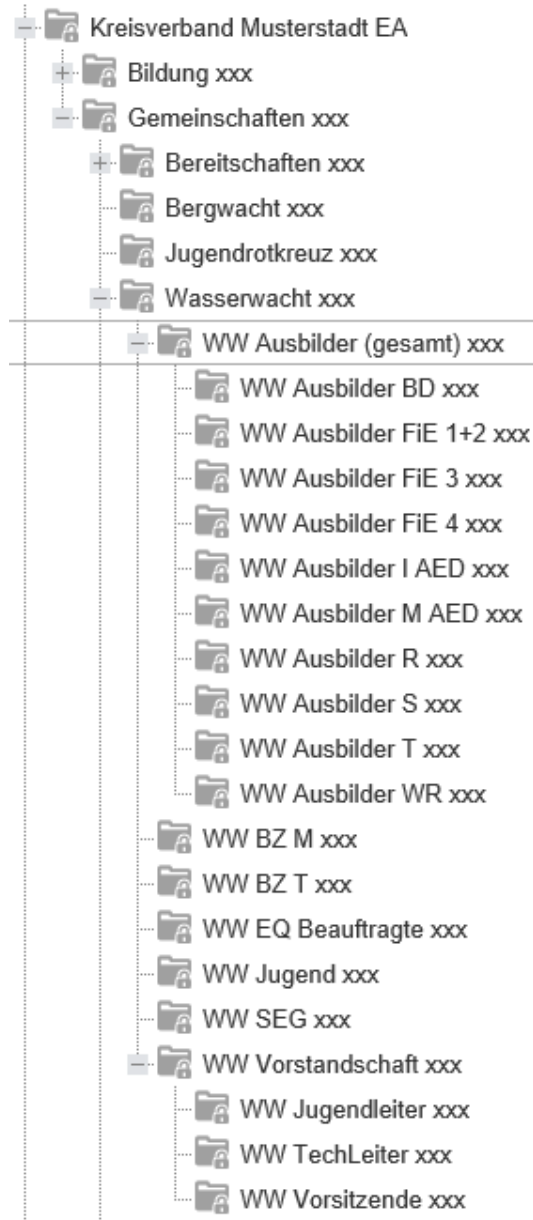 Kreisverband Musterstadt EA
Bildung xxx
Gemeinschaften xxx
Bereitschaften xxx
Bergwacht xxx
Jugendrotkreuz xxx
Wasserwacht xxx
WW Ausbilder (gesamt) xxx
WW Ausbilder BD xxx
WW Ausbilder FiE 1+2 xxx
WW Ausbilder FiE 3 xxx
WW Ausbilder FiE 4 xxx
WW Ausbilder I AED xxx
WW Ausbilder M AED xxx
WW Ausbilder R xxx
WW Ausbilder S xxx
WW Ausbilder T xxx
WW Ausbilder WR xxx
WW BZ M xxx
WW BZ T xxx
WW EQ Beauftragte xxx
WW Jugend xxx
WW SEG xxx
WW Vorstandschaft xxx
WW Jugendleiter xxx
WW TechLeiter xxx
WW Vorsitzende xxx